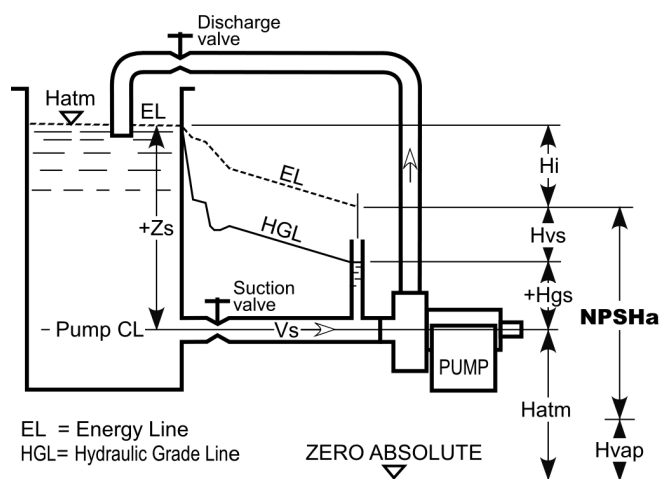 Discharge
valve
Hatm
EL
Hi
EL
+Zs
HGL
Hvs
Suction
valve
+Hgs
NPSHa
Pump CL
Vs
PUMP
Hatm
EL = Energy Line
HGL= Hydraulic Grade Line
ZERO ABSOLUTE
Hvap